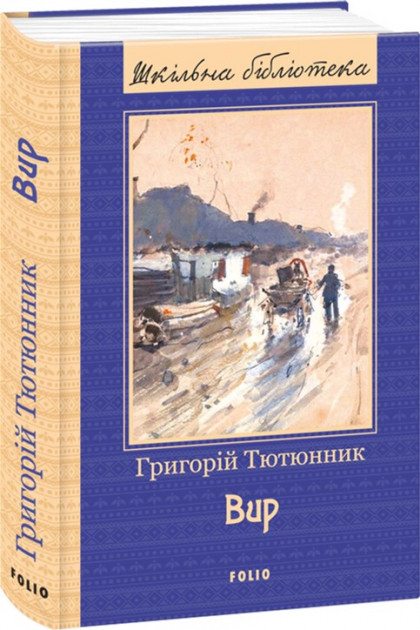 Шкільна бібліотека
Григорій Тютюнник
Вир
FOLIO
Григорій Тютюнник Вир
FOLIO